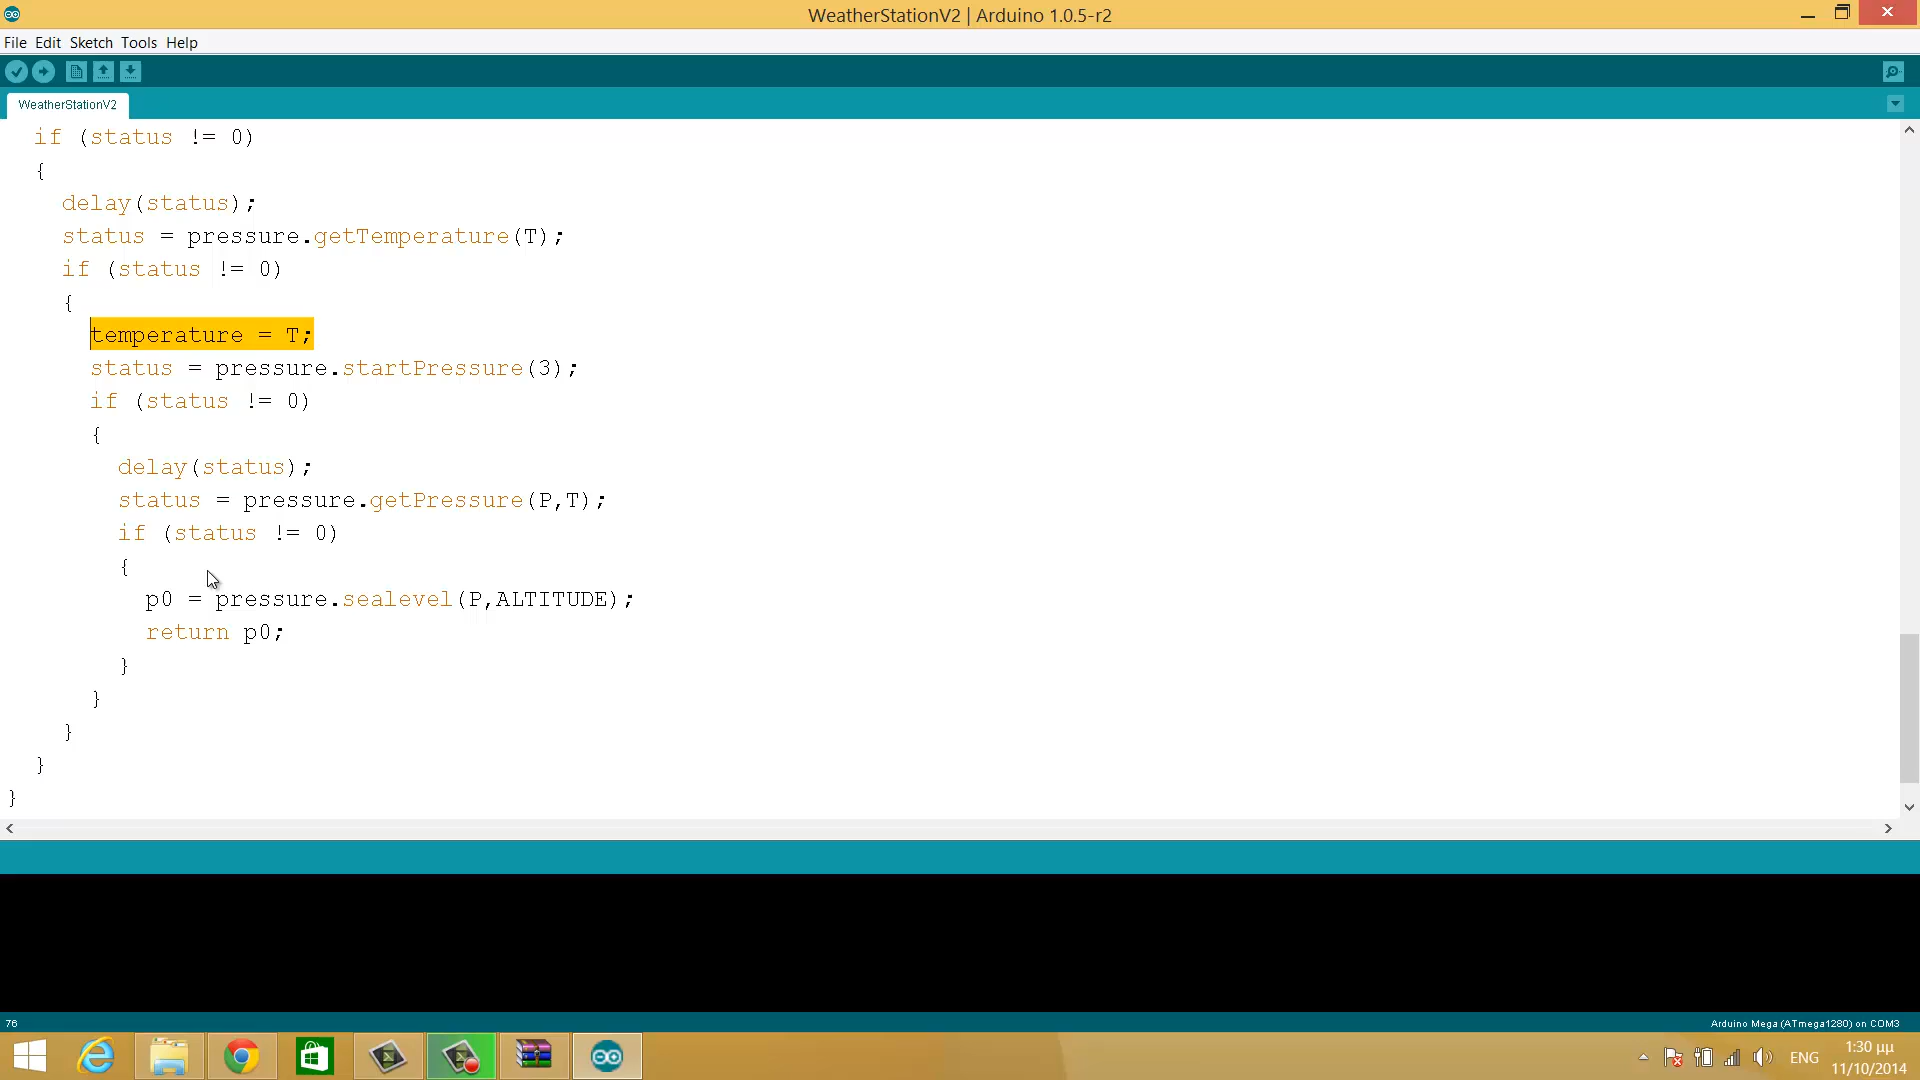 WeatherStationV2 | Arduino 1.0.5-r2
File Edit Sketch Tools Help
WeatherStationV2
if (status != 0)
{
delay(status);
status = pressure.getTemperature(T);
if (status != 0)
{
temperature = T;
status = pressure.startPressure(3);
if (status != 0)
{
delay(status);
status = pressure.getPressure(P,T);
if (status != 0)
{
p0 = pressure.sealevel(P,ALTITUDE);
return p0;
}
}
}
}
}
76
Arduino Mega (ATmega1280) on COM3
ENG
1:30 μμ
11/10/2014